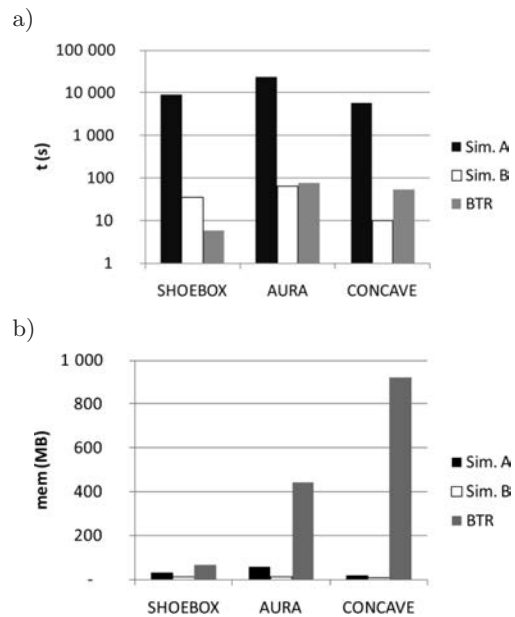 a)
100 000
10 000
1 000
100
10
1
t (s)
SHOEBOX
AURA
CONCAVE
Sim. A
Sim. B
BTR
b)
1 000
800
600
400
200
-
mem (MB)
SHOEBOX
AURA
CONCAVE
Sim. A
Sim. B
BTR